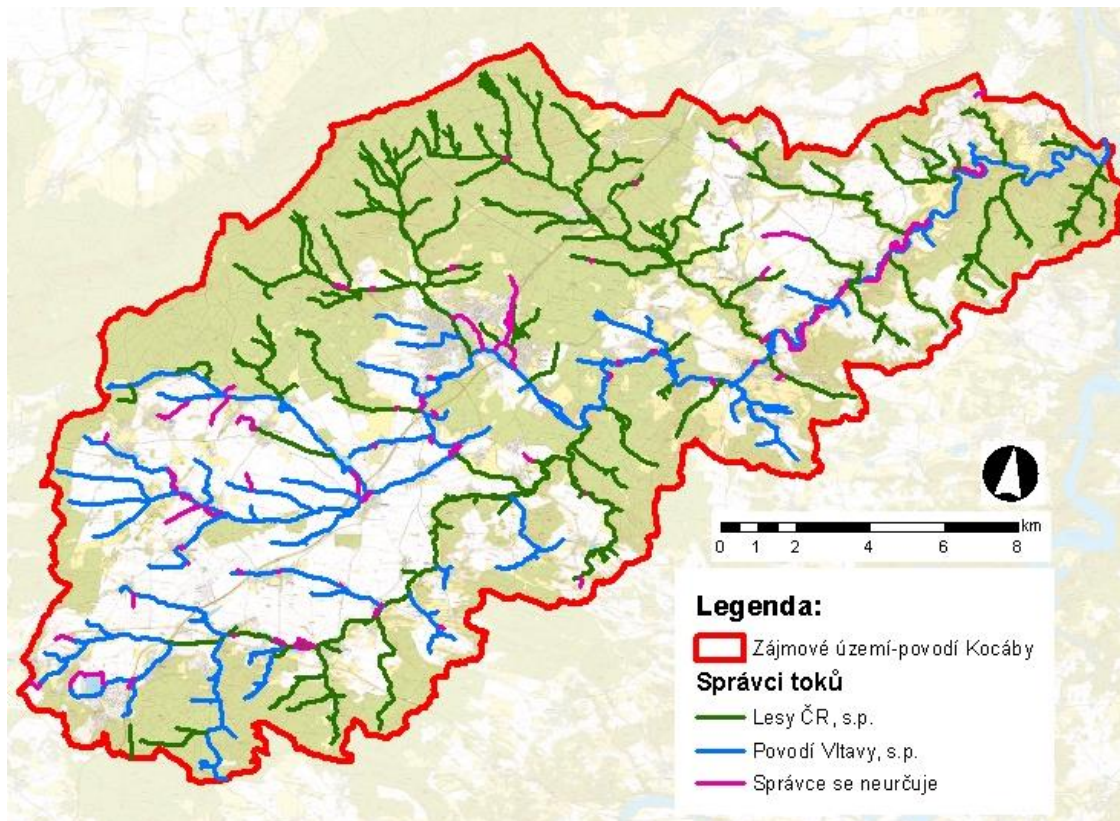 km
0 1 2 4 6 8
Legenda:
Zájmové území-povodí Kocáby
Správci toků
Lesy ČR, s.p.
Povodí Vltavy, s.p.
Správce se neurčuje